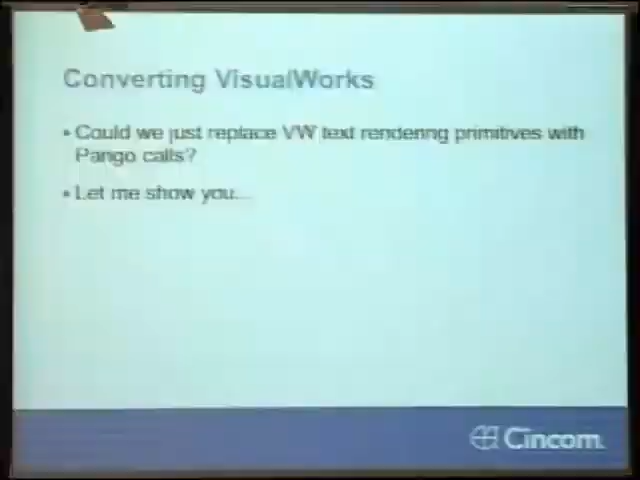 Converting VisualWorks
• Could we just replace VW text rendering primitives with
Pango calls?
• Let me show you...
Cincom